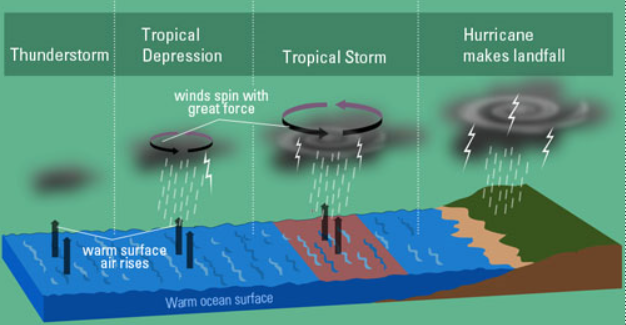 Thunderstorm
Tropical
Depression
Tropical Storm
Hurricane
makes landfall
winds spin with
great force
warm surface
air rises
Warm ocean surface